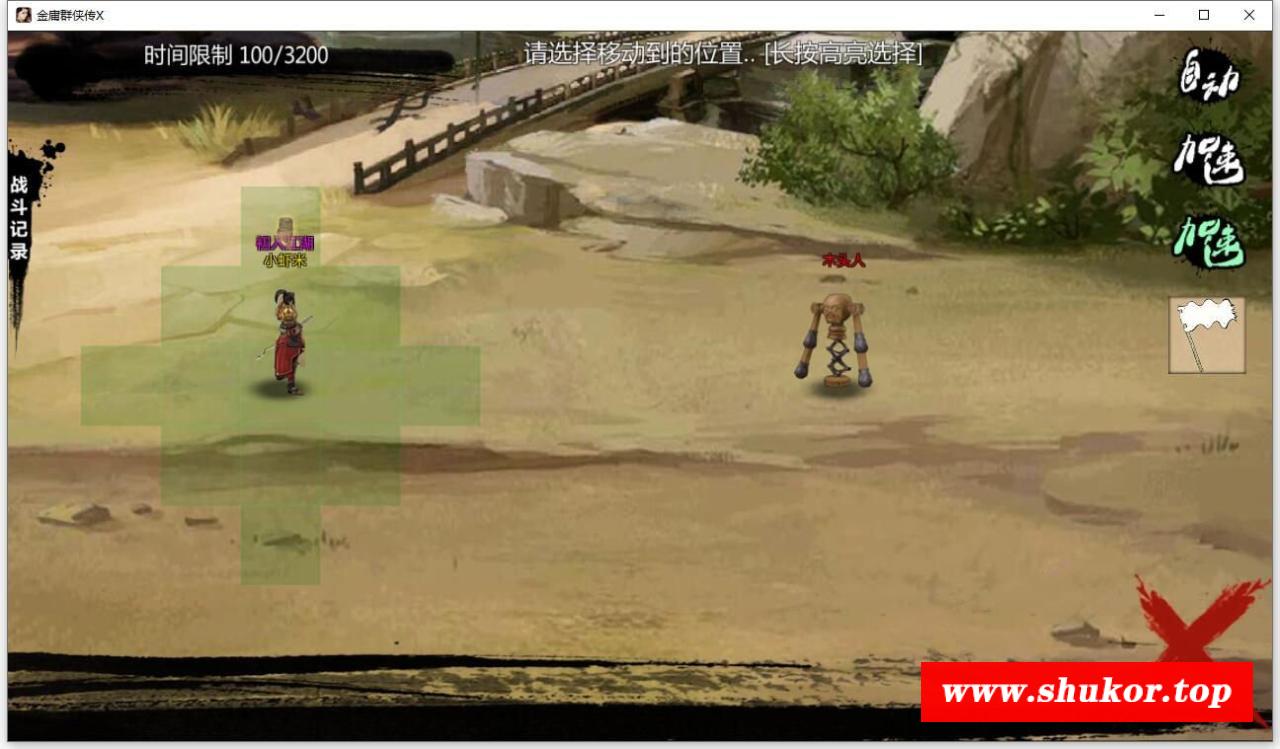 金庸群侠传X
时间限制 100/3200
请选择移动到的位置.. [长按高亮选择]
自动
加速
加速
战斗记录
初入江湖
小虾米
木头人
www.shukor.top